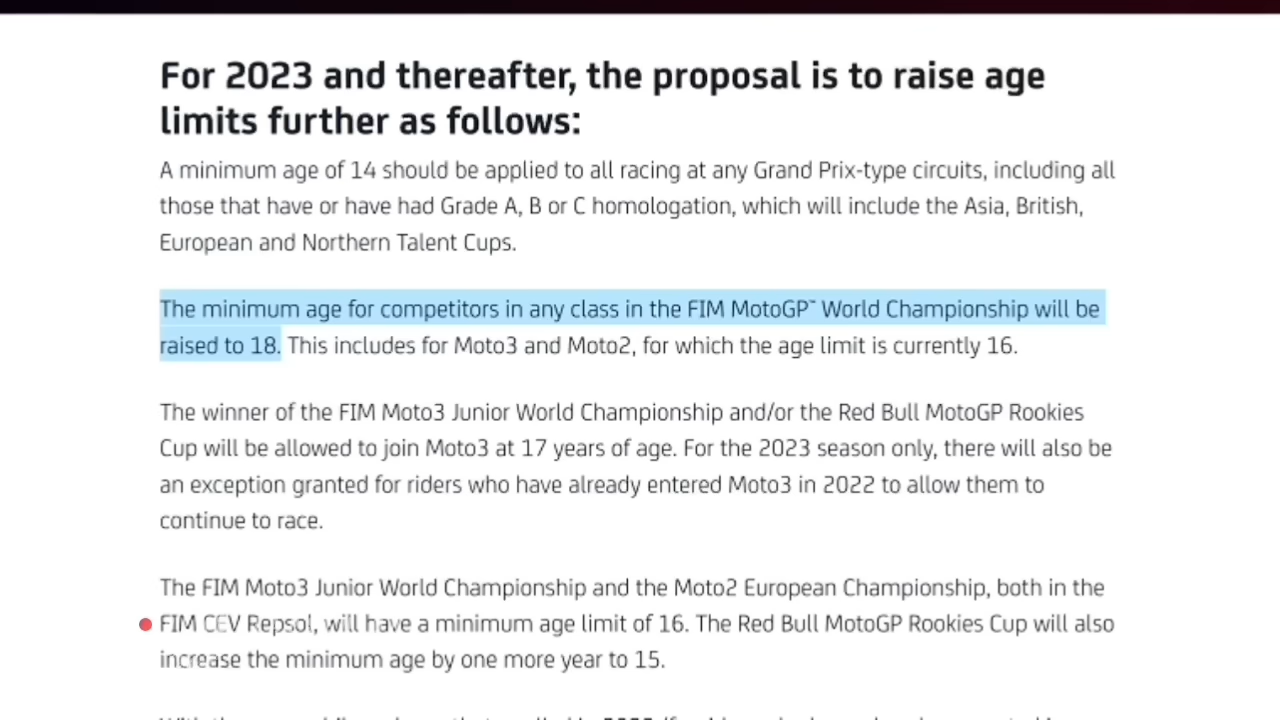 For 2023 and thereafter, the proposal is to raise age
limits further as follows:
A minimum age of 14 should be applied to all racing at any Grand Prix-type circuits, including all
those that have or have had Grade A, B or C homologation, which will include the Asia, British,
European and Northern Talent Cups.
The minimum age for competitors in any class in the FIM MotoGP™ World Championship will be
raised to 18. This includes for Moto3 and Moto2, for which the age limit is currently 16.
The winner of the FIM Moto3 Junior World Championship and/or the Red Bull MotoGP Rookies
Cup will be allowed to join Moto3 at 17 years of age. For the 2023 season only, there will also be
an exception granted for riders who have already entered Moto3 in 2022 to allow them to
continue to race.
The FIM Moto3 Junior World Championship and the Moto2 European Championship, both in the
FIM CEV Repsol, will have a minimum age limit of 16. The Red Bull MotoGP Rookies Cup will also
increase the minimum age by one more year to 15.